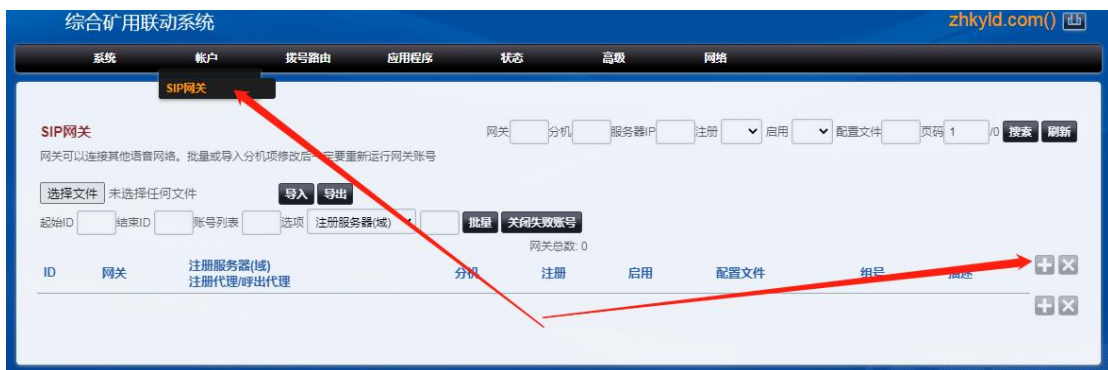 综合矿用联动系统 zhkyld.com()
系统 帐户 拨号路由 应用程序 状态 高级 网络
SIP网关
SIP网关 网关 分机 服务器IP 注册 启用 配置文件 页码 1 /0 搜索 刷新
网关可以连接其他语音网络。批量或导入分机项修改后一定要重新运行网关账号
选择文件 未选择任何文件 导入 导出
起始ID 结束ID 账号列表 选项 注册服务器(域) 批量 关闭失败账号
网关总数: 0
ID 网关 注册服务器(域) 分机 注册 启用 配置文件 组号 描述
注册代理/呼出代理